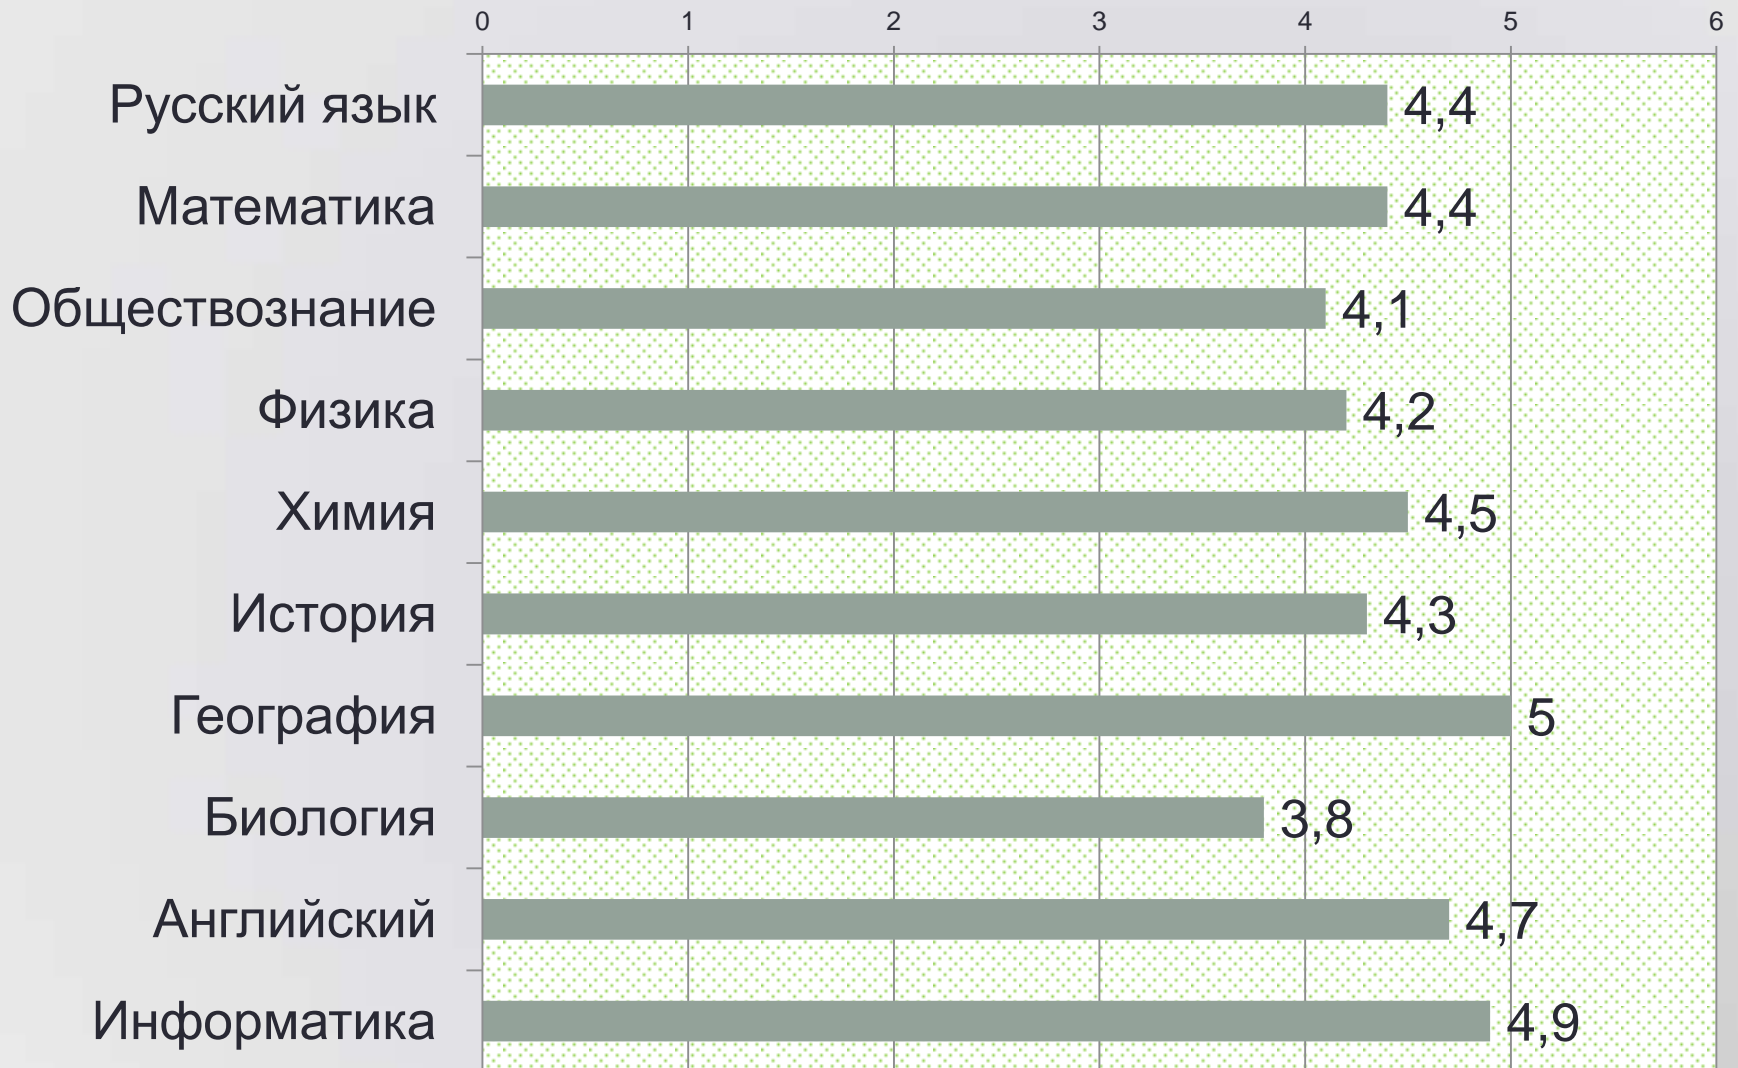 0 1 2 3 4 5 6
Русский язык 4,4
Математика 4,4
Обществознание 4,1
Физика 4,2
Химия 4,5
История 4,3
География 5
Биология 3,8
Английский 4,7
Информатика 4,9